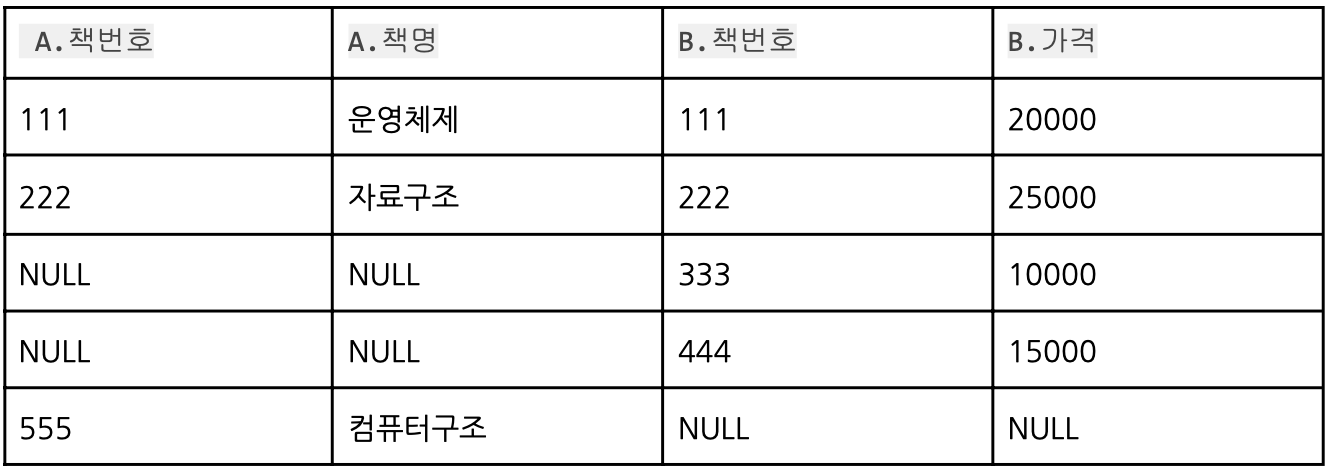 A.책번호 A.책명 B.책번호 B.가격
111 운영체제 111 20000
222 자료구조 222 25000
NULL NULL 333 10000
NULL NULL 444 15000
555 컴퓨터구조 NULL NULL